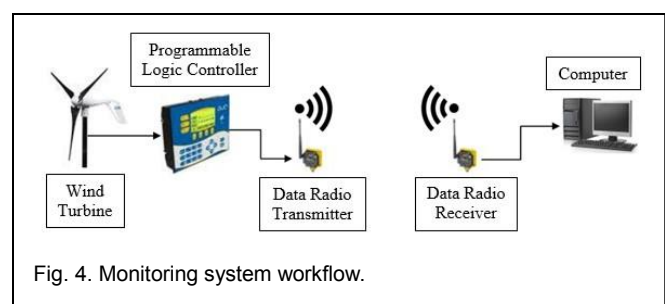 Programmable
Logic Controller
Computer
Wind
Turbine
Data Radio
Transmitter
Data Radio
Receiver
Fig. 4. Monitoring system workflow.